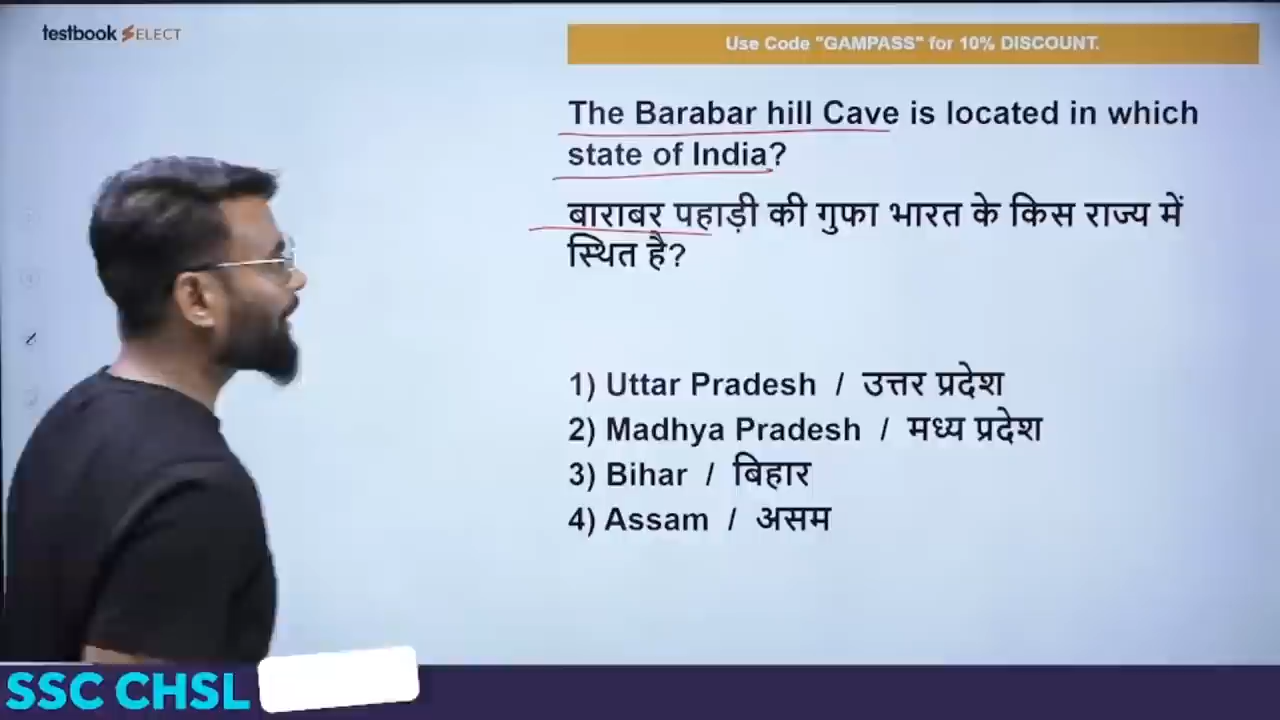 testbook SELECT
Use Code "GAMPASS" for 10% DISCOUNT.
The Barabar hill Cave is located in which
state of India?
बाराबर पहाड़ी की गुफा भारत के किस राज्य में
स्थित है?
1) Uttar Pradesh / उत्तर प्रदेश
2) Madhya Pradesh / मध्य प्रदेश
3) Bihar / बिहार
4) Assam / असम
SSC CHSL